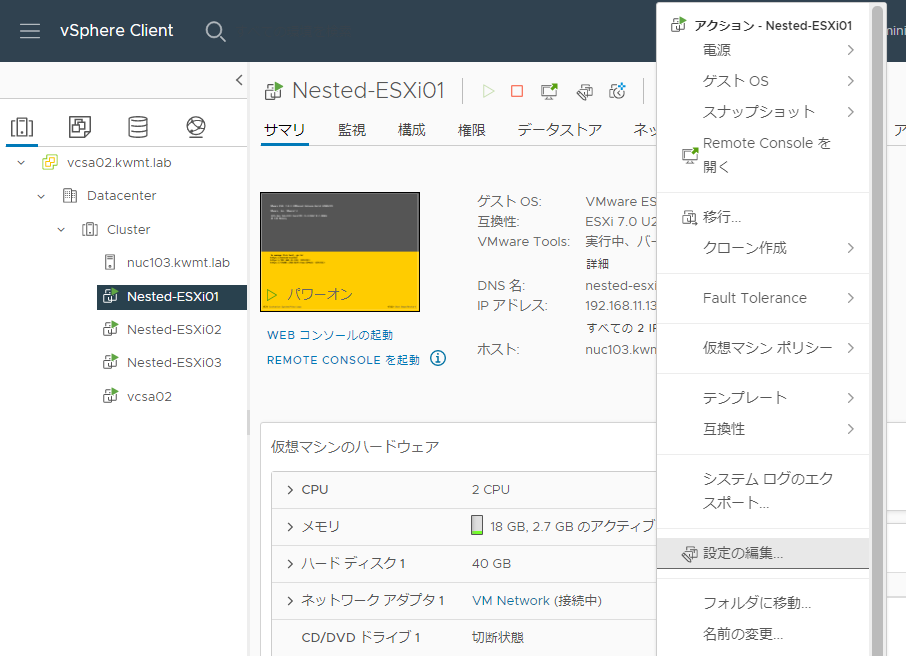 vSphere Client
mini
vcsa02.kwmt.lab
Datacenter
Cluster
nuc103.kwmt.lab
Nested-ESXi01
Nested-ESXi02
Nested-ESXi03
vcsa02
Nested-ESXi01
サマリ 監視 構成 権限 データストア ネッ
パワーオン
WEB コンソールの起動
REMOTE CONSOLE を起動
ゲスト OS: VMware ES
互換性: ESXi 7.0 U2
VMware Tools: 実行中、バー
詳細
DNS 名: nested-esxi
IP アドレス: 192.168.11.13
すべての 2 IF
ホスト: nuc103.kwm
仮想マシンのハードウェア
CPU 2 CPU
メモリ 18 GB, 2.7 GB のアクティブ
ハード ディスク 1 40 GB
ネットワーク アダプタ 1 VM Network (接続中)
CD/DVD ドライブ 1 切断状態
アクション - Nested-ESXi01
電源
ゲスト OS
スナップショット
Remote Console を
開く
移行...
クローン作成
Fault Tolerance
仮想マシン ポリシー
テンプレート
互換性
システム ログのエク
スポート...
設定の編集...
フォルダに移動...
名前の変更...
ア